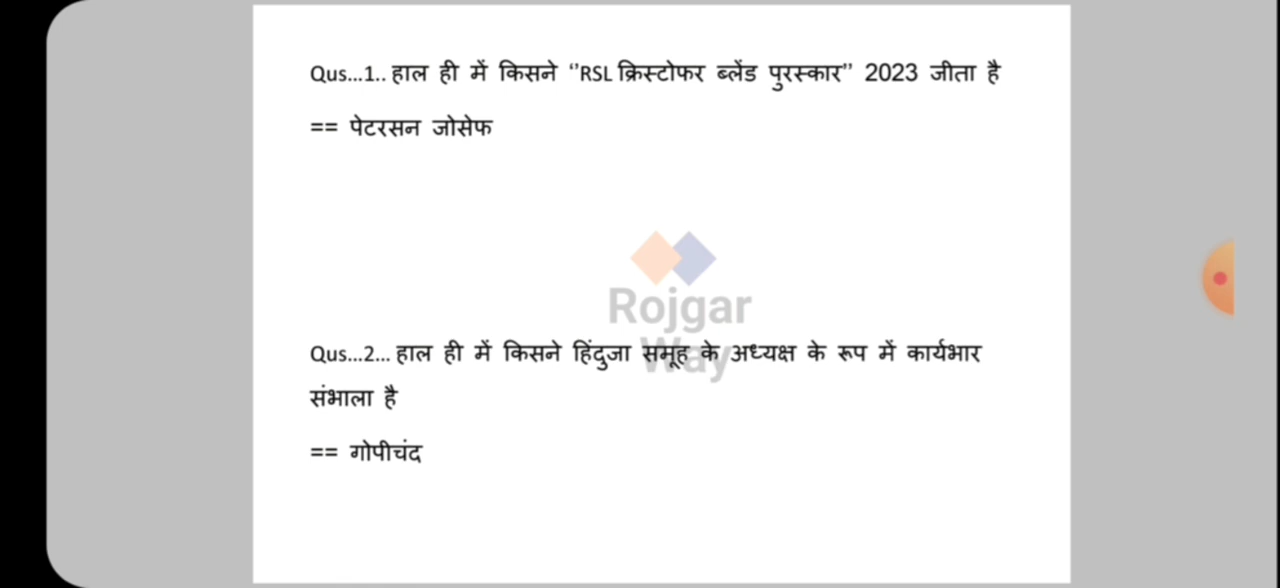 Qus...1.. हाल ही में किसने ‘’RSL क्रिस्टोफर ब्लेंड पुरस्कार’’ 2023 जीता है
== पेटरसन जोसेफ
Rojgar
Way
Qus...2... हाल ही में किसने हिंदुजा समूह के अध्यक्ष के रूप में कार्यभार
संभाला है
== गोपीचंद